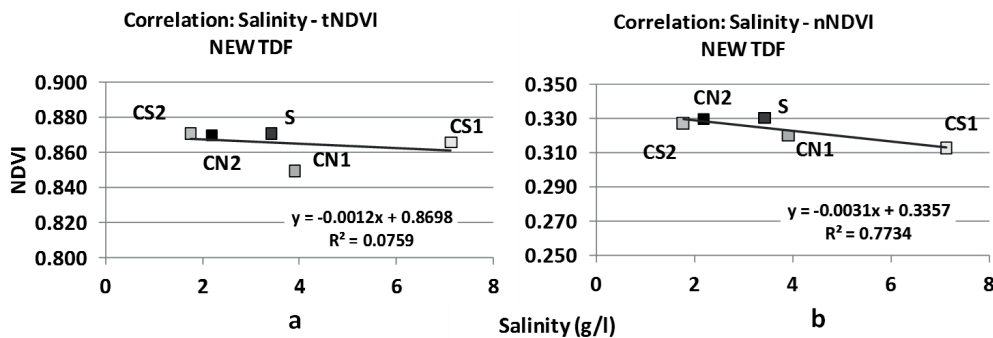 Correlation: Salinity - tNDVI
NEW TDF
NDVI
0.900
0.880
0.860
0.840
0.820
0.800
CS2
CN2
S
CN1
CS1
y = -0.0012x + 0.8698
R² = 0.0759
0 2 4 6 8
a
Correlation: Salinity - nNDVI
NEW TDF
0.350
0.330
0.310
0.290
0.270
0.250
CN2
S
CS1
CS2
CN1
y = -0.0031x + 0.3357
R² = 0.7734
0 2 4 6 8
b
Salinity (g/l)